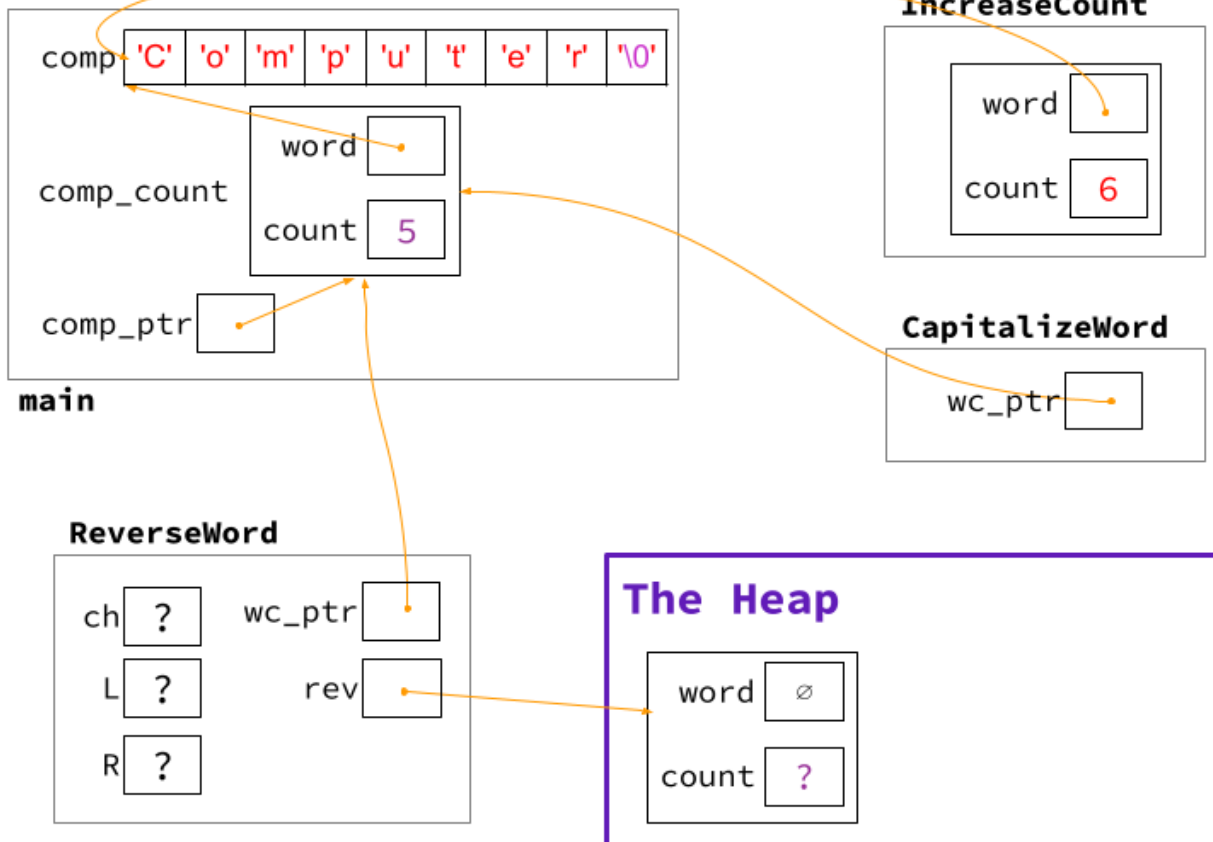 IncreaseCount
comp 'C' 'o' 'm' 'p' 'u' 't' 'e' 'r' '\0'
word
comp_count
count 5
comp_ptr
main
word
count 6
CapitalizeWord
wc_ptr
ReverseWord
ch ? wc_ptr
L ? rev
R ?
The Heap
word ∅
count ?